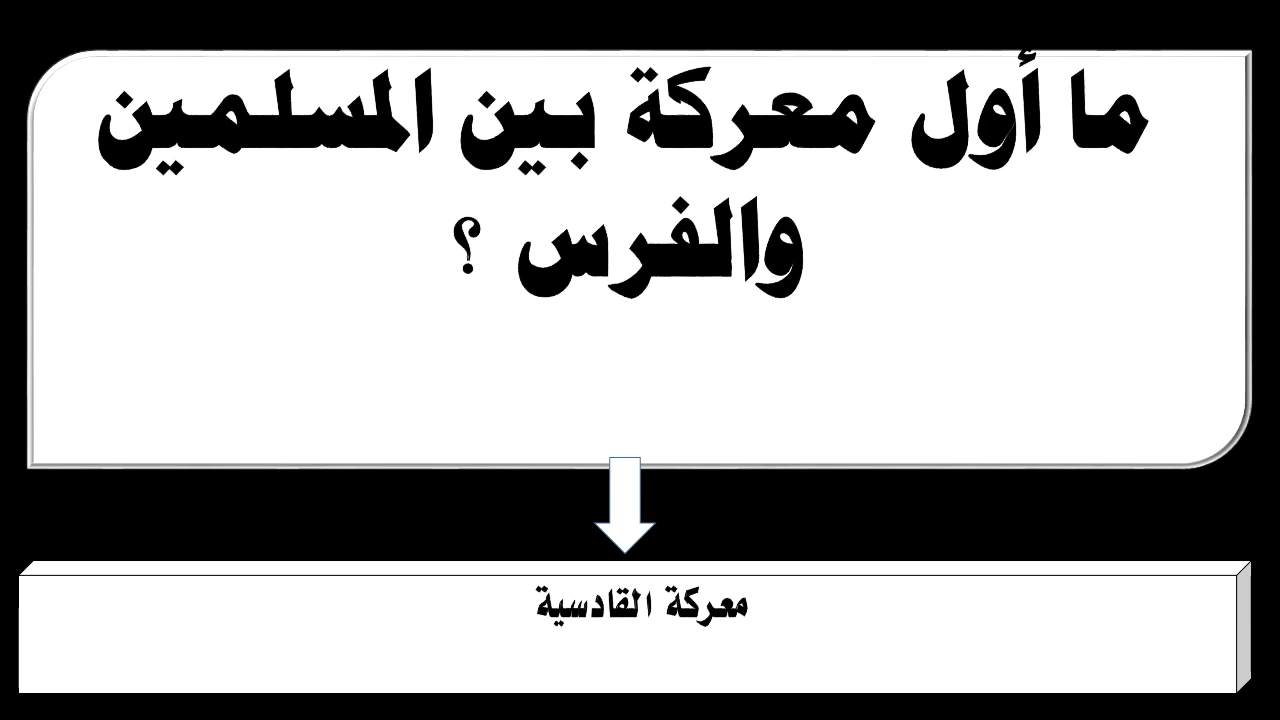 ما أول معركة بين المسلمين
والفرس ؟
معركة القادسية